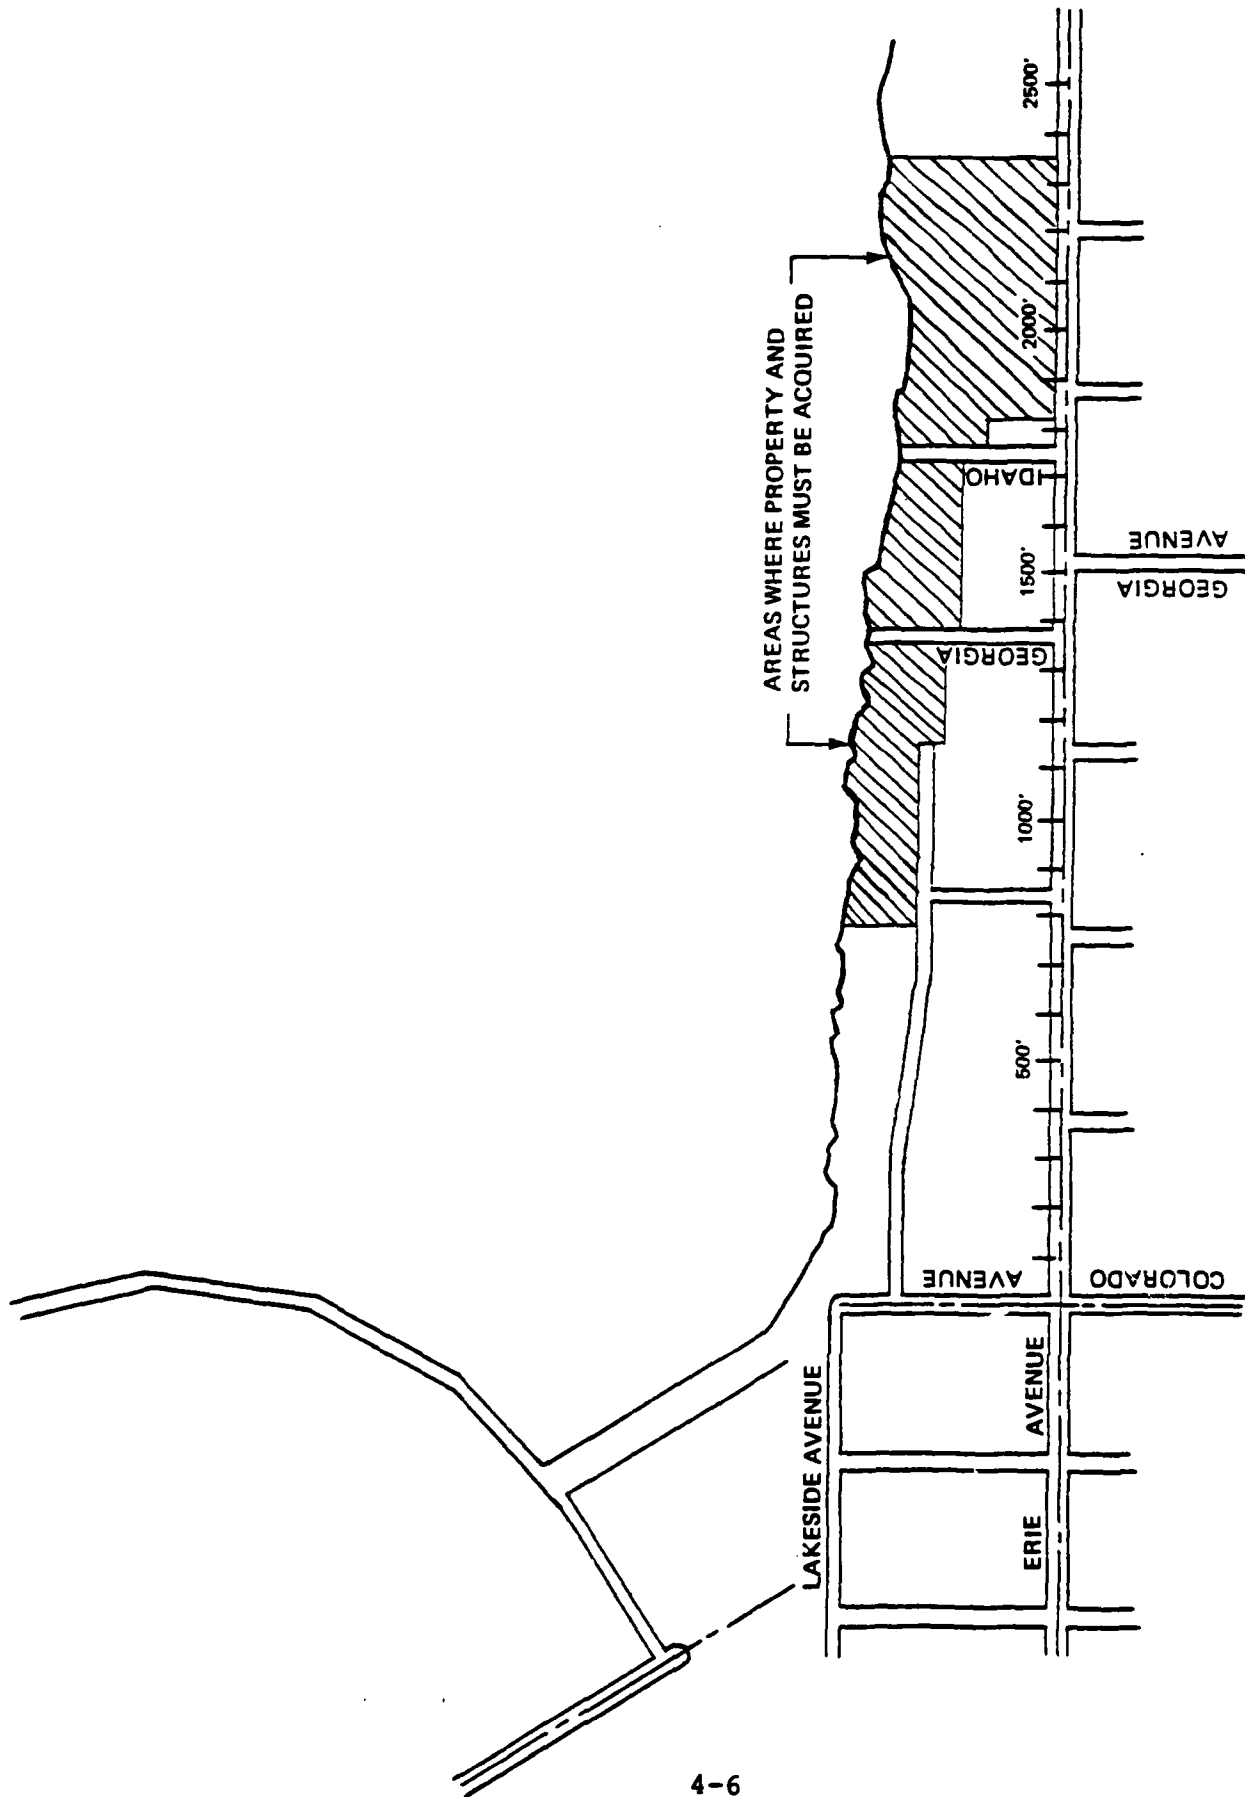 AREAS WHERE PROPERTY AND
STRUCTURES MUST BE ACQUIRED
LAKESIDE AVENUE
ERIE AVENUE
COLORADO AVENUE
500'
1000'
1500'
2000'
2500'
GEORGIA
IDAHO
GEORGIA
AVENUE
4-6